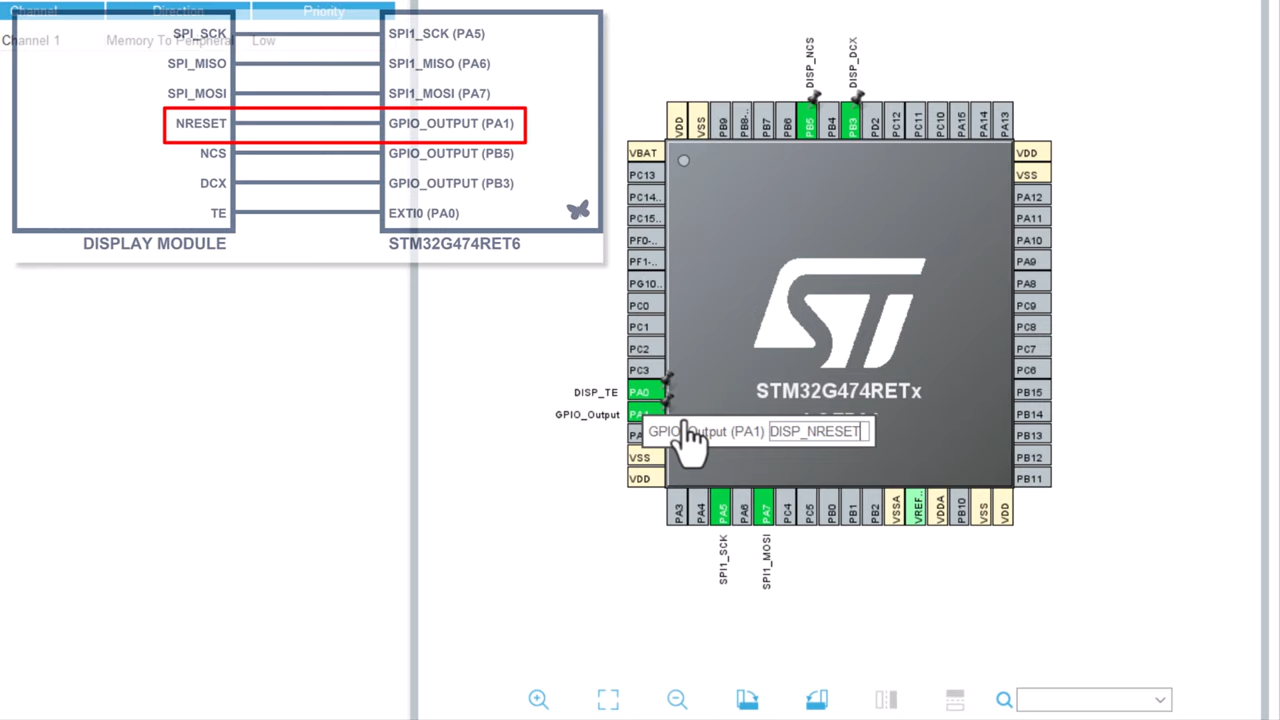 Channel Direction Priority
Channel 1 Memory To Peripheral Low
SPI_SCK SPI1_SCK (PA5)
SPI_MISO SPI1_MISO (PA6)
SPI_MOSI SPI1_MOSI (PA7)
NRESET GPIO_OUTPUT (PA1)
NCS GPIO_OUTPUT (PB5)
DCX GPIO_OUTPUT (PB3)
TE EXTI0 (PA0)
DISPLAY MODULE STM32G474RET6
DISP_NCS DISP_DCX
VDD VSS PB9 PB8-.. PB7 PB6 PB5 PB4 PB3 PD2 PC12 PC11 PC10 PA15 PA14 PA13
VBAT VDD
PC13 VSS
PC14.. PA12
PC15.. PA11
PF0-.. PA10
PF1-.. PA9
PG10.. PA8
PC0 PC9
PC1 PC8
PC2 PC7
PC3 PC6
DISP_TE PA0 PB15
STM32G474RETx
GPIO_Output PB14
GPIO_Output (PA1) DISP_NRESET
PB13
VSS PB12
VDD PB11
PA3 PA4 PA5 PA6 PA7 PC4 PC5 PB0 PB1 PB2 VSSA VREF.. VDDA PB10 VSS VDD
SPI1_SCK SPI1_MOSI